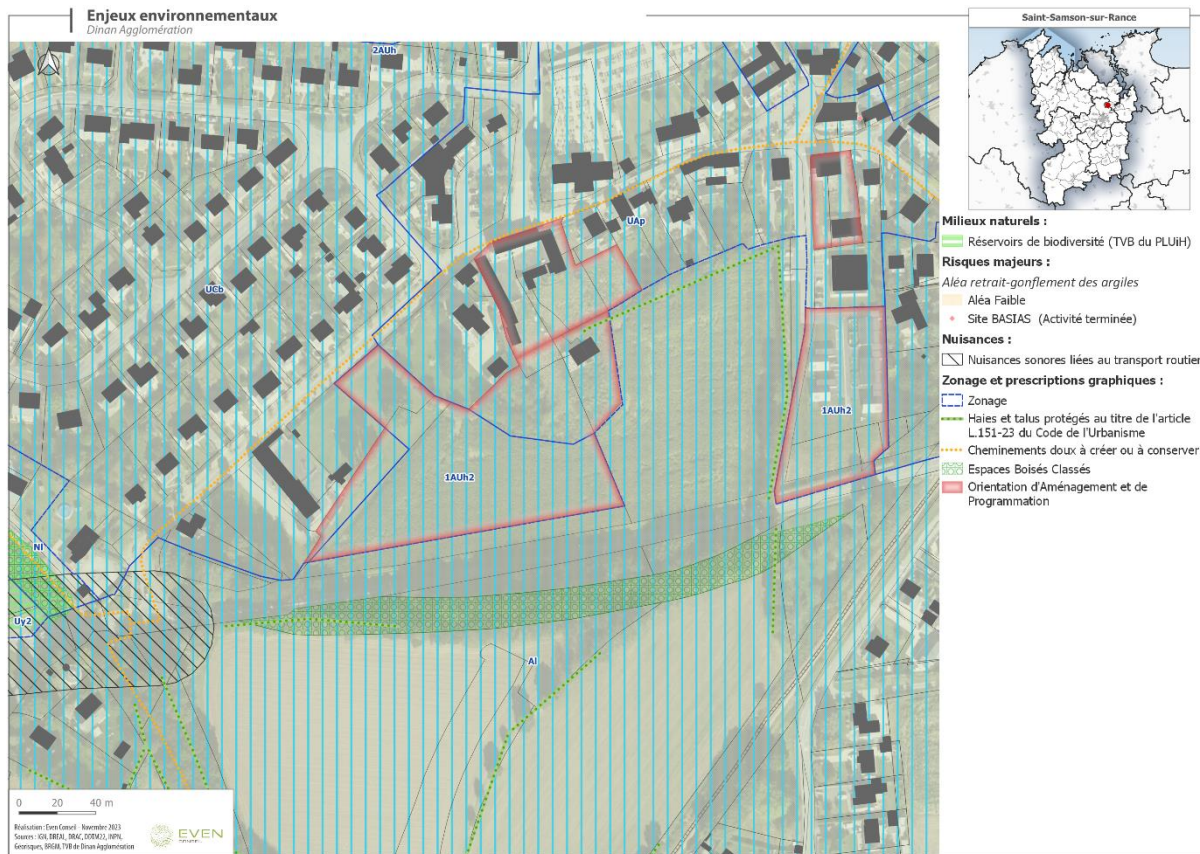 Enjeux environnementaux
Dinan Agglomération
Saint-Samson-sur-Rance
2AUh
UAp
UCb
1AUh2
1AUh2
Nl
Uy2
Al
Milieux naturels :
Réservoirs de biodiversité (TVB du PLUiH)
Risques majeurs :
Aléa retrait-gonflement des argiles
Aléa Faible
Site BASIAS (Activité terminée)
Nuisances :
Nuisances sonores liées au transport routier
Zonage et prescriptions graphiques :
Zonage
Haies et talus protégés au titre de l'article
L.151-23 du Code de l'Urbanisme
Cheminements doux à créer ou à conserver
Espaces Boisés Classés
Orientation d'Aménagement et de
Programmation
0 20 40 m
Réalisation : Even Conseil - Novembre 2023
Sources : IGN, DREAL, DRAC, DDTM22, INPN,
Géorisques, BRGM, TVB de Dinan Agglomération
EVEN